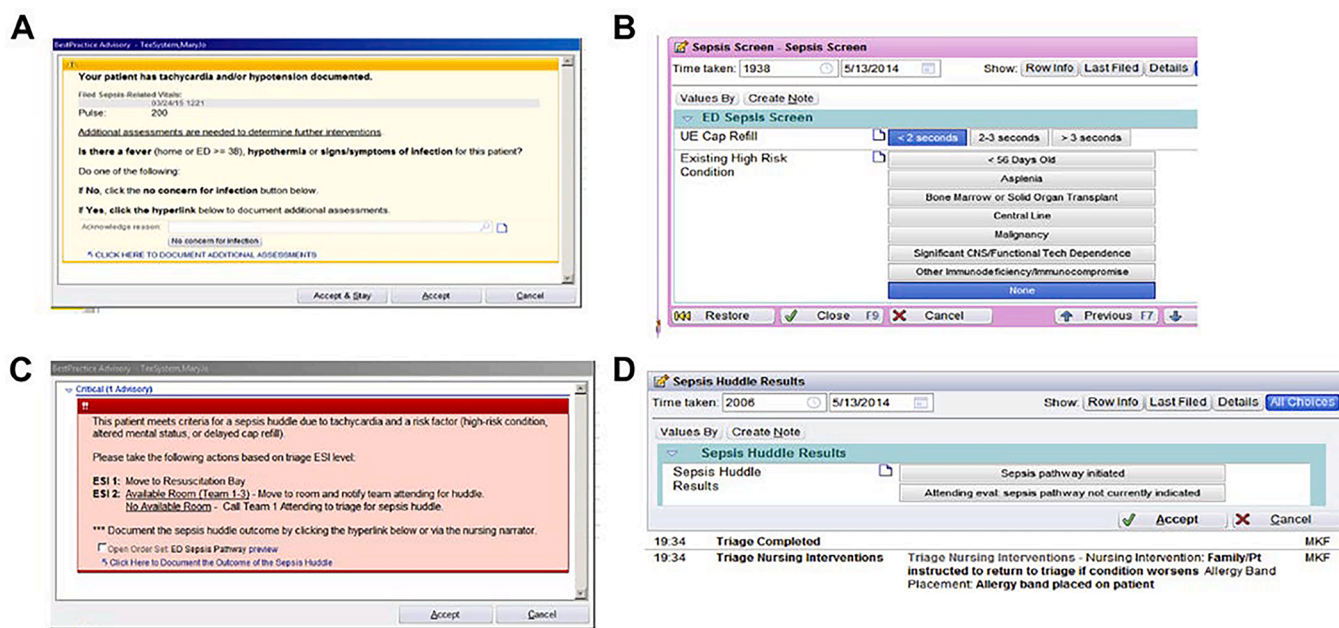 A
BestPractice Advisory - TeeSystem,MaryJo
Your patient has tachycardia and/or hypotension documented.
Filed Sepsis-Related Vitals:
03/24/15 1221
Pulse: 200
Additional assessments are needed to determine further interventions.
Is there a fever (home or ED >= 38), hypothermia or signs/symptoms of infection for this patient?
Do one of the following:
If No, click the no concern for infection button below.
If Yes, click the hyperlink below to document additional assessments.
Acknowledge reason:
No concern for infection
CLICK HERE TO DOCUMENT ADDITIONAL ASSESSMENTS
Accept & Stay Accept Cancel
B
Sepsis Screen - Sepsis Screen
Time taken: 1938 5/13/2014 Show: Row Info Last Filed Details
Values By Create Note
ED Sepsis Screen
UE Cap Refill < 2 seconds 2-3 seconds > 3 seconds
Existing High Risk Condition
< 56 Days Old
Asplenia
Bone Marrow or Solid Organ Transplant
Central Line
Malignancy
Significant CNS/Functional Tech Dependence
Other Immunodeficiency/Immunocompromise
None
Restore Close F9 Cancel Previous F7
C
BestPractice Advisory - TeeSystem,MaryJo
Critical (1 Advisory)
!!
This patient meets criteria for a sepsis huddle due to tachycardia and a risk factor (high-risk condition,
altered mental status, or delayed cap refill).
Please take the following actions based on triage ESI level:
ESI 1: Move to Resuscitation Bay
ESI 2: Available Room (Team 1-3) - Move to room and notify team attending for huddle.
No Available Room - Call Team 1 Attending to triage for sepsis huddle.
*** Document the sepsis huddle outcome by clicking the hyperlink below or via the nursing narrator.
Open Order Set: ED Sepsis Pathway preview
Click Here to Document the Outcome of the Sepsis Huddle
Accept Cancel
D
Sepsis Huddle Results
Time taken: 2006 5/13/2014 Show: Row Info Last Filed Details All Choices
Values By Create Note
Sepsis Huddle Results
Sepsis Huddle Results
Sepsis pathway initiated
Attending eval: sepsis pathway not currently indicated
Accept Cancel
19:34 Triage Completed MKF
19:34 Triage Nursing Interventions Triage Nursing Interventions - Nursing Intervention: Family/Pt MKF
instructed to return to triage if condition worsens Allergy Band
Placement: Allergy band placed on patient